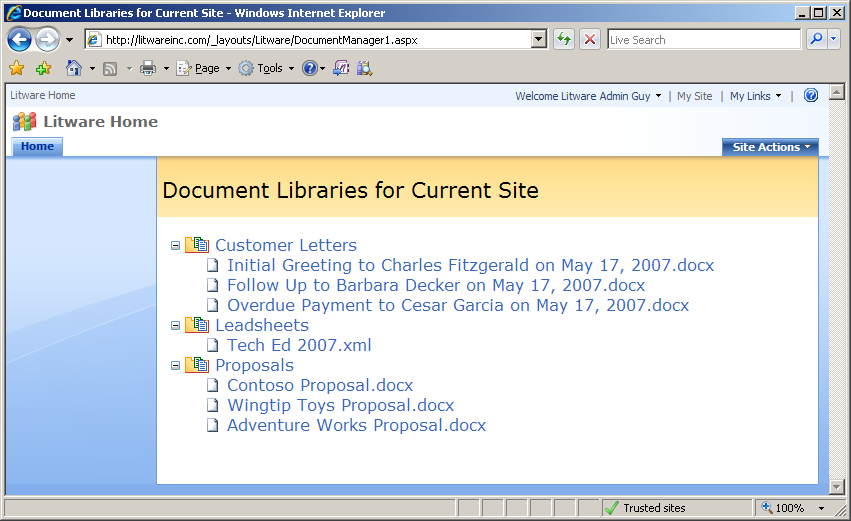 Document Libraries for Current Site - Windows Internet Explorer
http://litwareinc.com/_layouts/Litware/DocumentManager1.aspx
Live Search
Page
Tools
Litware Home
Welcome Litware Admin Guy | My Site | My Links |
Litware Home
Home
Site Actions
Document Libraries for Current Site
Customer Letters
Initial Greeting to Charles Fitzgerald on May 17, 2007.docx
Follow Up to Barbara Decker on May 17, 2007.docx
Overdue Payment to Cesar Garcia on May 17, 2007.docx
Leadsheets
Tech Ed 2007.xml
Proposals
Contoso Proposal.docx
Wingtip Toys Proposal.docx
Adventure Works Proposal.docx
Trusted sites
100%